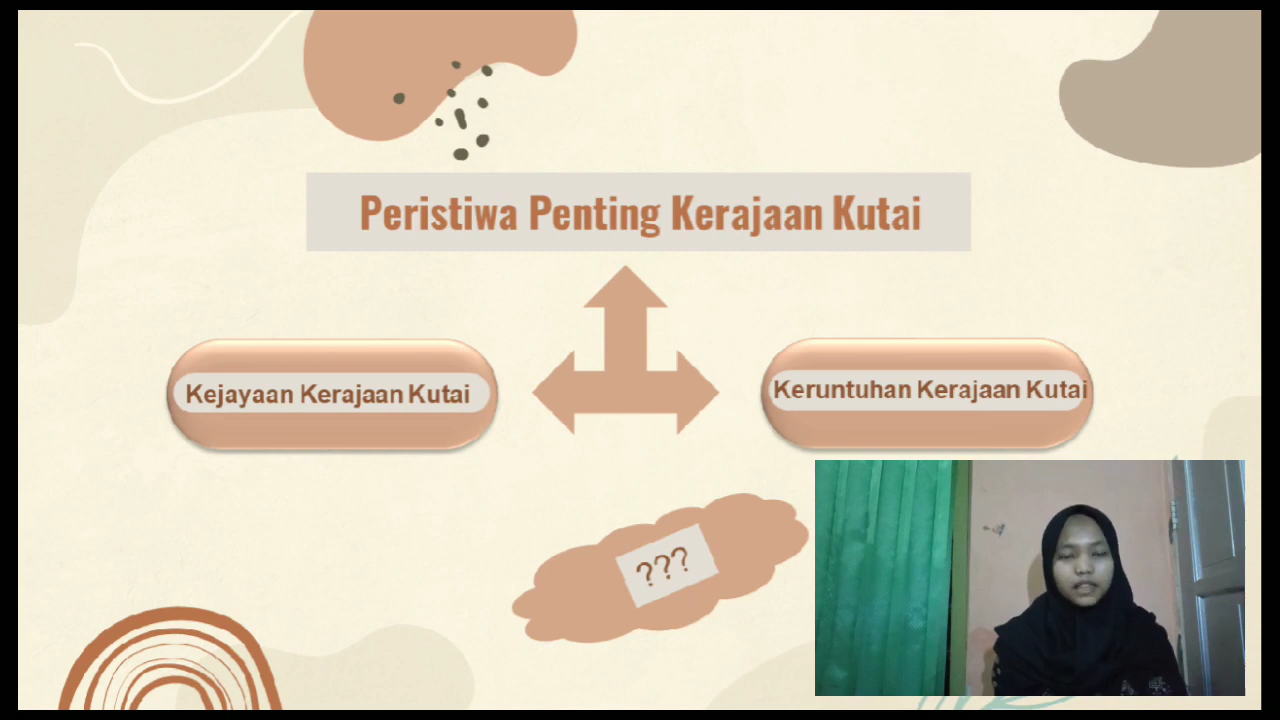 Peristiwa Penting Kerajaan Kutai
Kejayaan Kerajaan Kutai
Keruntuhan Kerajaan Kutai
???